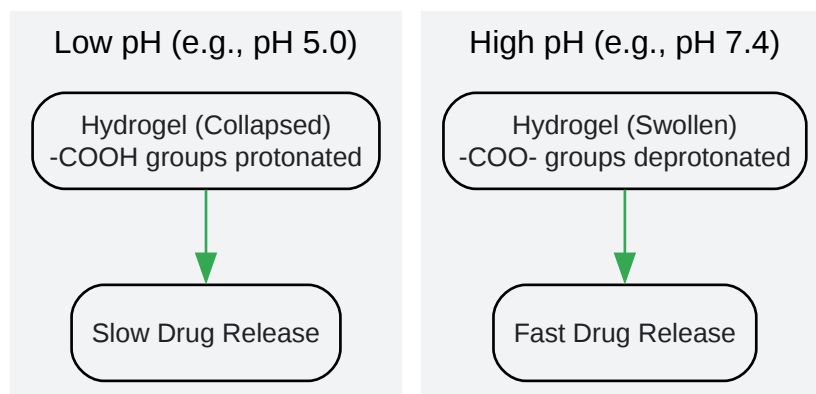 Low pH (e.g., pH 5.0)
Hydrogel (Collapsed)
-COOH groups protonated
Slow Drug Release
High pH (e.g., pH 7.4)
Hydrogel (Swollen)
-COO- groups deprotonated
Fast Drug Release